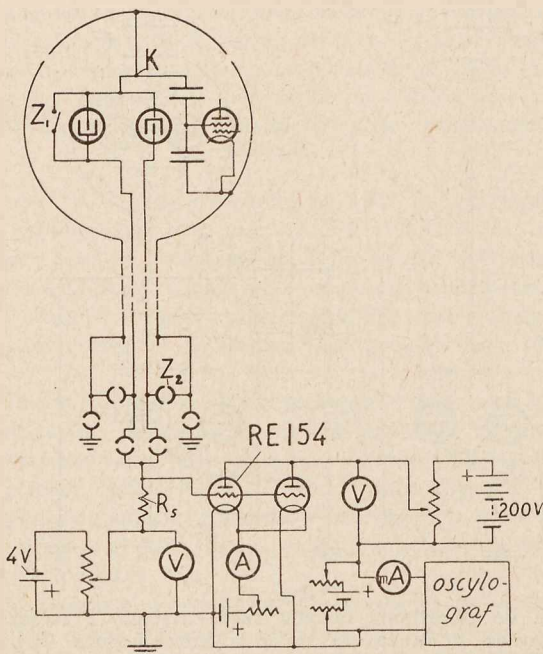 K
Z₁
Z₂
RE154
Rₛ
V
+
200V
4V
+
V
A
+
+
mA
oscylo-
graf